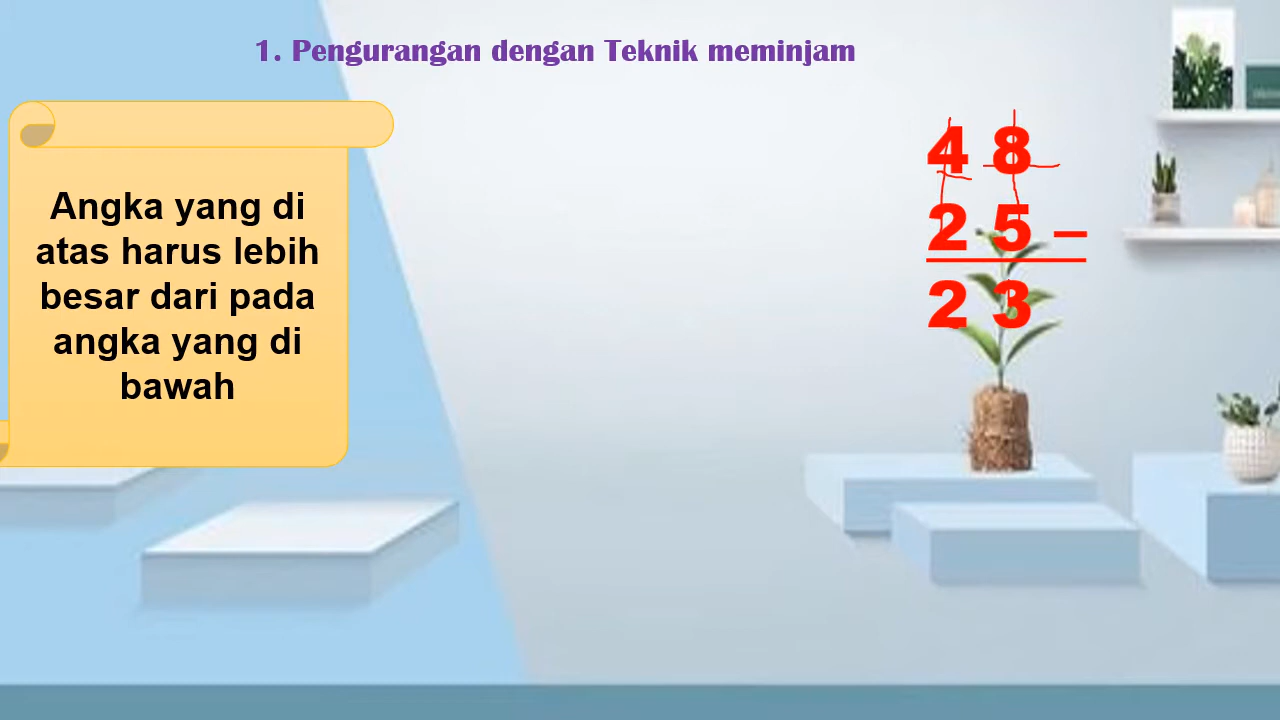 1. Pengurangan dengan Teknik meminjam
Angka yang di
atas harus lebih
besar dari pada
angka yang di
bawah
4 8
2 5 –
2 3